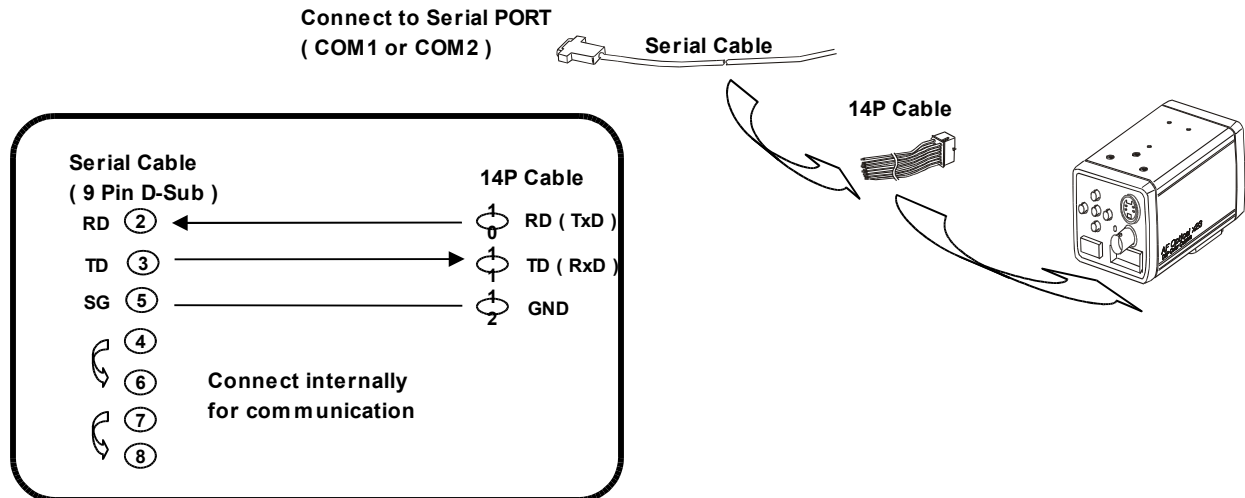 Connect to Serial PORT
( COM1 or COM2 )
Serial Cable
14P Cable
Serial Cable
( 9 Pin D-Sub )
14P Cable
RD 2 10 RD ( TxD )
TD 3 11 TD ( RxD )
SG 5 12 GND
4
6
7
8
Connect internally
for communication
AF Optical